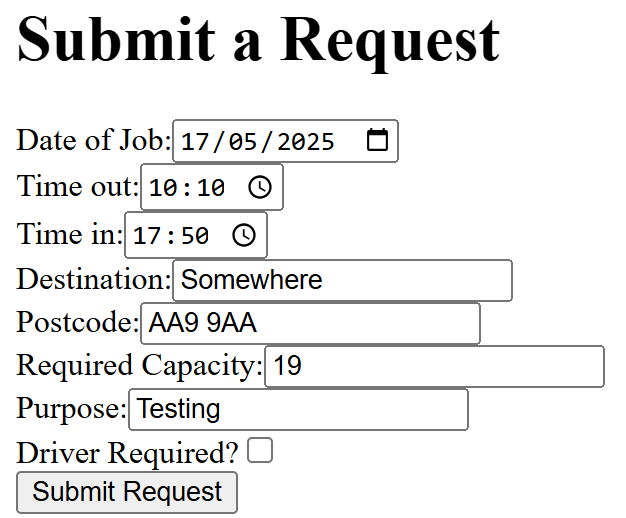 Submit a Request
Date of Job: 17/05/2025
Time out: 10:10
Time in: 17:50
Destination: Somewhere
Postcode: AA9 9AA
Required Capacity: 19
Purpose: Testing
Driver Required?
Submit Request